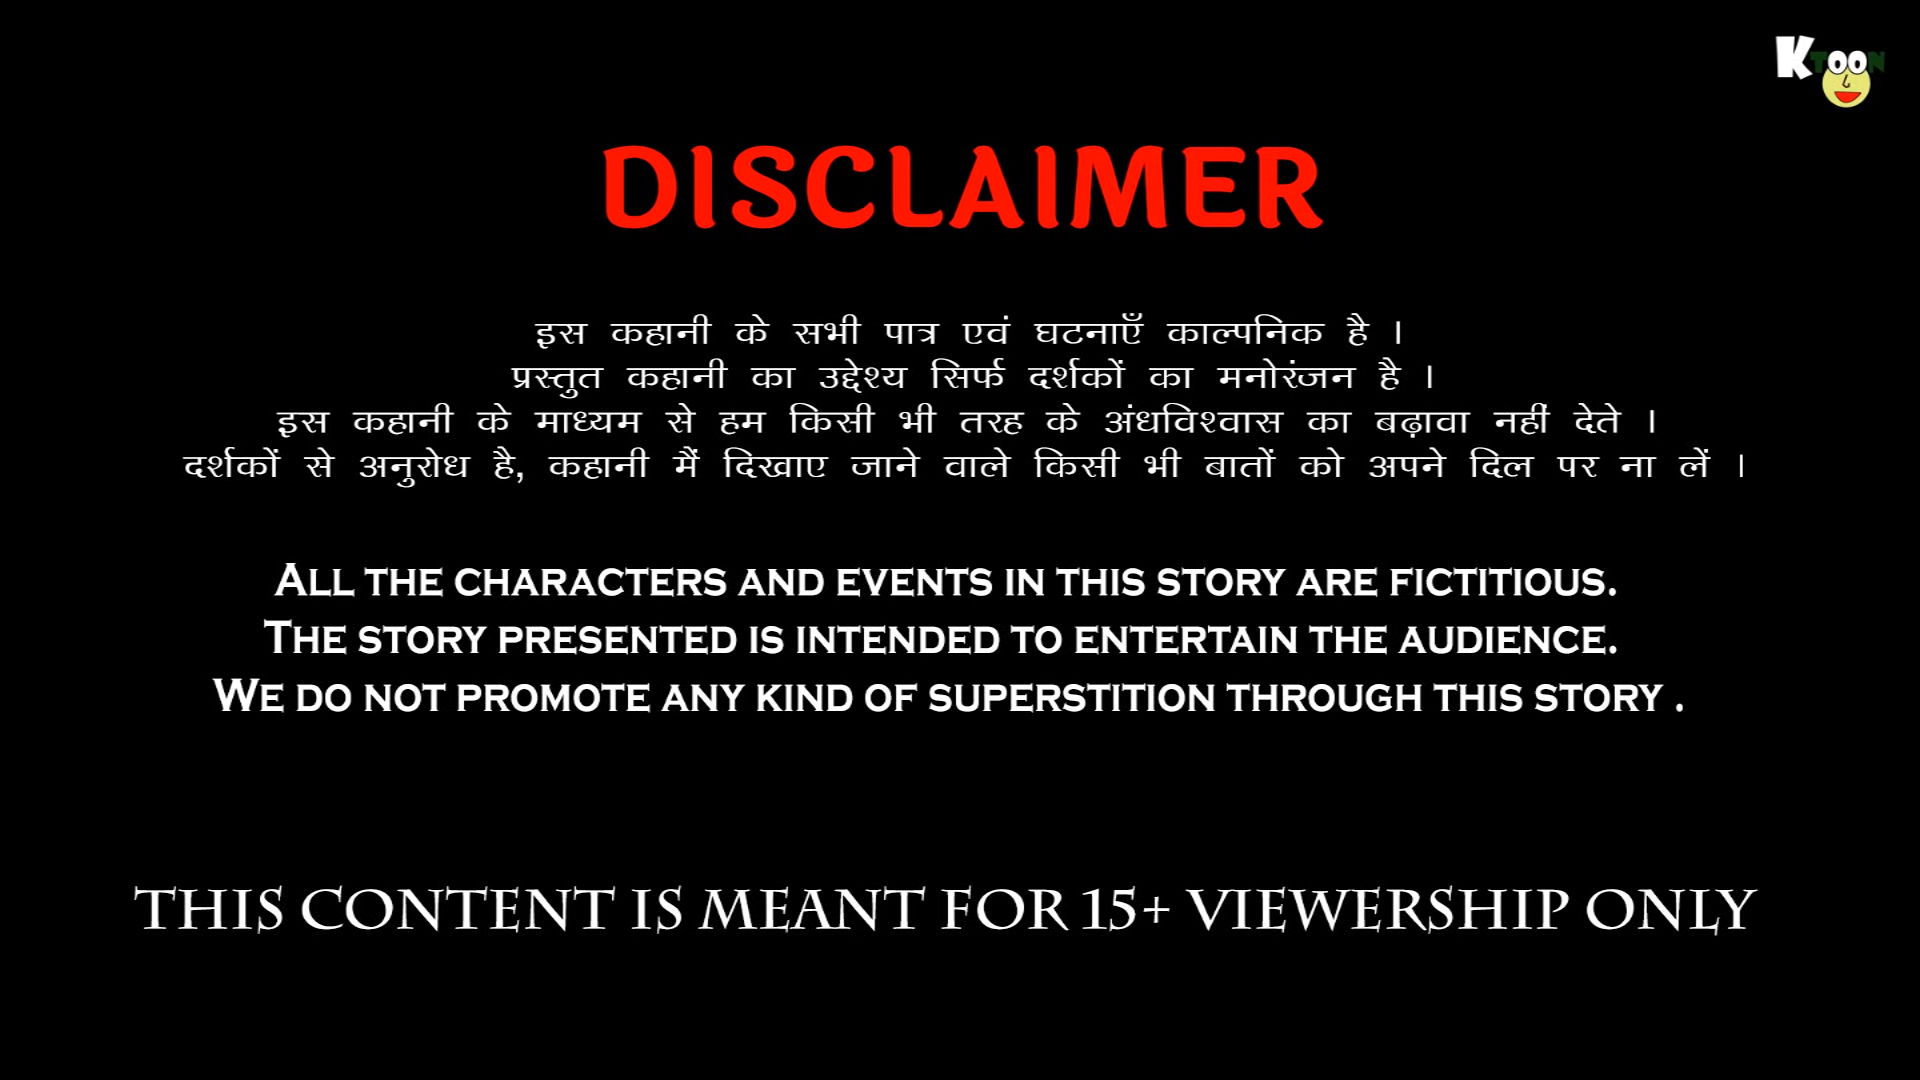 KTOON
DISCLAIMER
इस कहानी के सभी पात्र एवं घटनाएँ काल्पनिक है ।
प्रस्तुत कहानी का उद्देश्य सिर्फ दर्शकों का मनोरंजन है ।
इस कहानी के माध्यम से हम किसी भी तरह के अंधविश्वास का बढ़ावा नहीं देते ।
दर्शकों से अनुरोध है, कहानी मैं दिखाए जाने वाले किसी भी बातों को अपने दिल पर ना लें ।
ALL THE CHARACTERS AND EVENTS IN THIS STORY ARE FICTITIOUS.
THE STORY PRESENTED IS INTENDED TO ENTERTAIN THE AUDIENCE.
WE DO NOT PROMOTE ANY KIND OF SUPERSTITION THROUGH THIS STORY .
THIS CONTENT IS MEANT FOR 15+ VIEWERSHIP ONLY